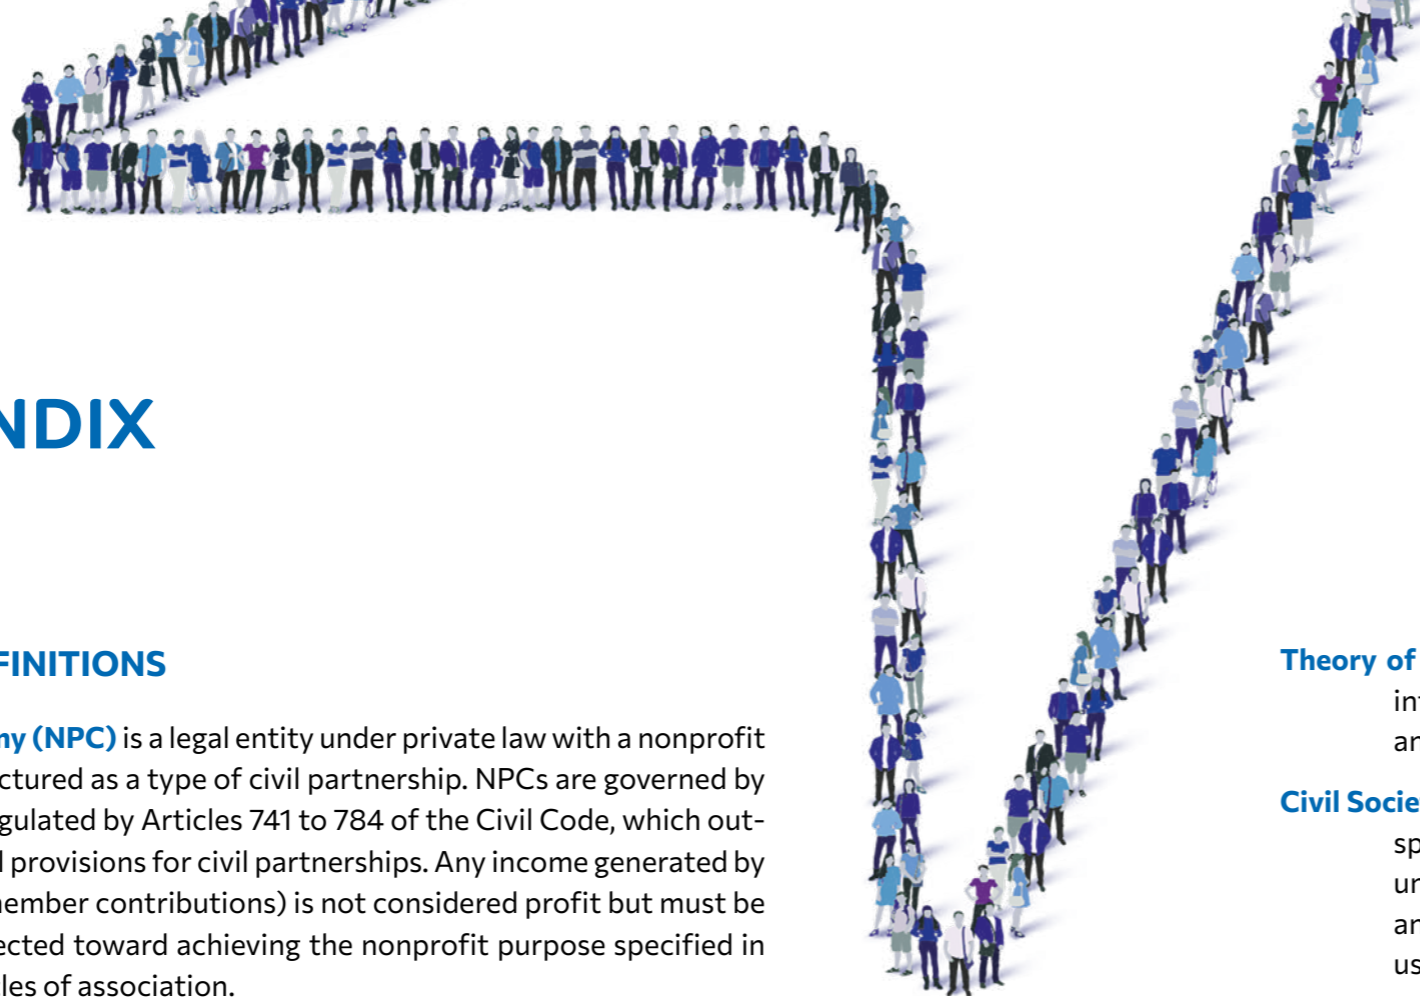 NDIX
FINITIONS
ny (NPC) is a legal entity under private law with a nonprofit
ctured as a type of civil partnership. NPCs are governed by
gulated by Articles 741 to 784 of the Civil Code, which out-
l provisions for civil partnerships. Any income generated by
member contributions) is not considered profit but must be
ected toward achieving the nonprofit purpose specified in
les of association.
Theory of
int
an
Civil Socie
sp
un
an
us